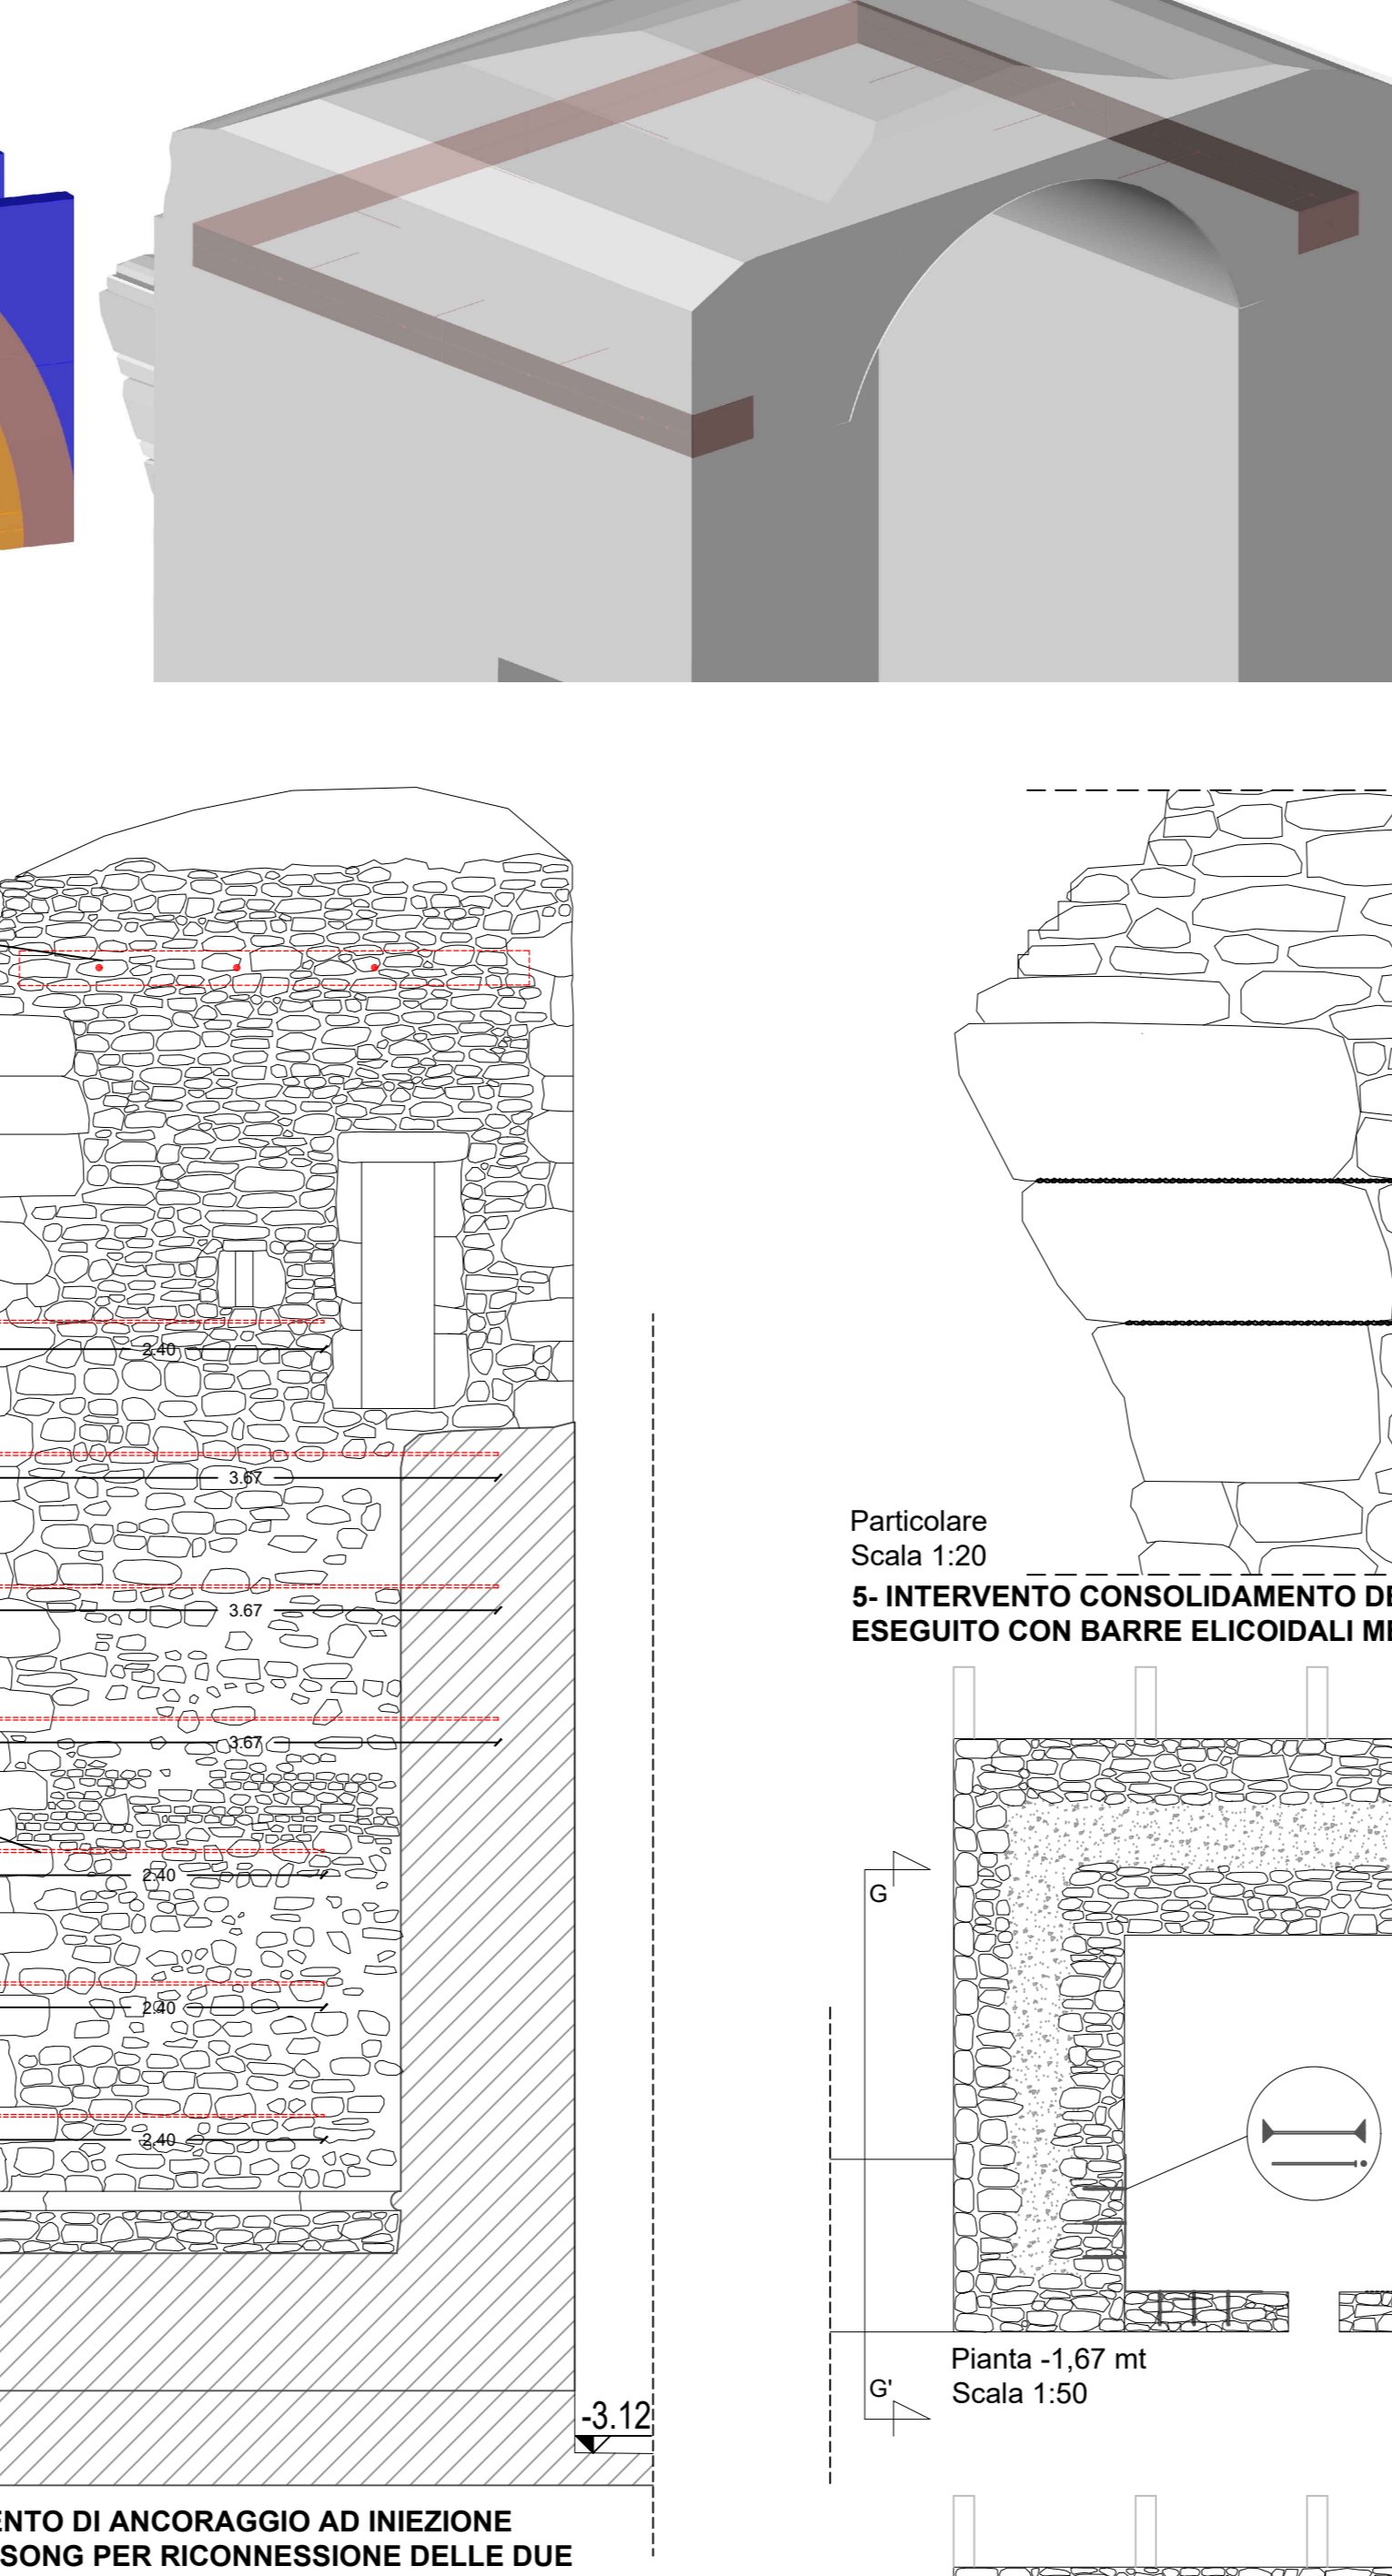 2.40
3.67
3.67
3.67
2.40
2.40
2.40
-3.12
ENTO DI ANCORAGGIO AD INIEZIONE
SONG PER RICONNESSIONE DELLE DUE
Particolare
Scala 1:20
5- INTERVENTO CONSOLIDAMENTO DE
ESEGUITO CON BARRE ELICOIDALI ME
G
G'
Pianta -1,67 mt
Scala 1:50